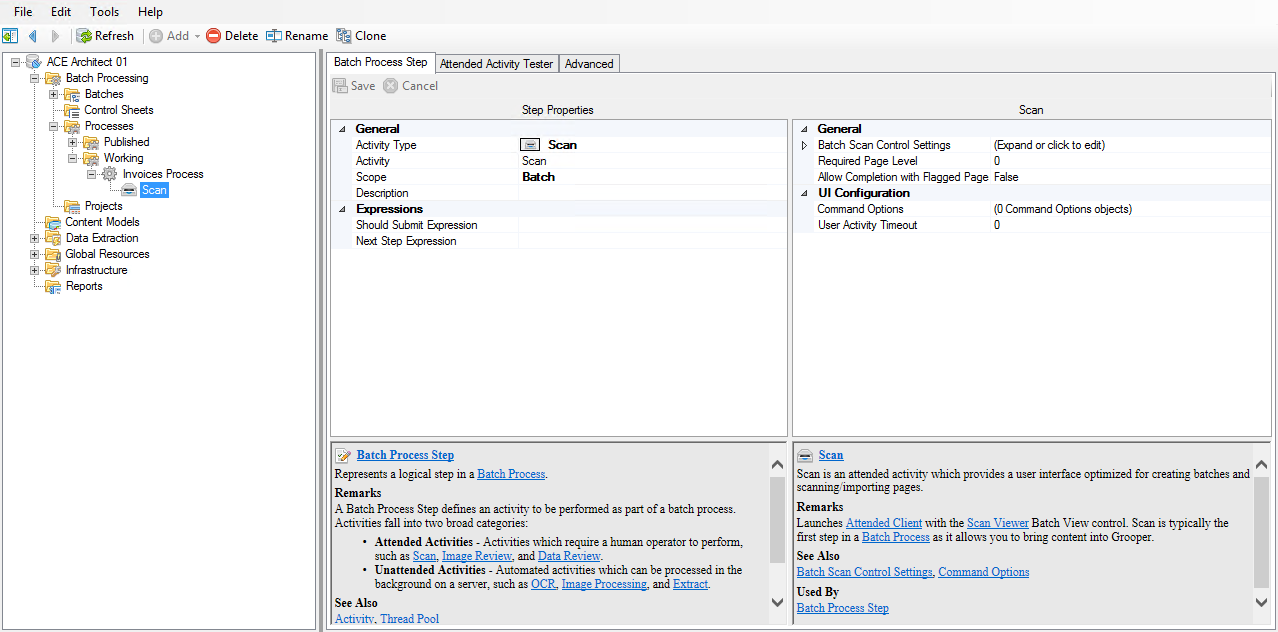 File Edit Tools Help
Refresh Add Delete Rename Clone
ACE Architect 01
Batch Processing
Batches
Control Sheets
Processes
Published
Working
Invoices Process
Scan
Projects
Content Models
Data Extraction
Global Resources
Infrastructure
Reports
Batch Process Step Attended Activity Tester Advanced
Save Cancel
Step Properties
General
Activity Type Scan
Activity Scan
Scope Batch
Description
Expressions
Should Submit Expression
Next Step Expression
Scan
General
Batch Scan Control Settings (Expand or click to edit)
Required Page Level 0
Allow Completion with Flagged Page False
UI Configuration
Command Options (0 Command Options objects)
User Activity Timeout 0
Batch Process Step
Represents a logical step in a Batch Process.
Remarks
A Batch Process Step defines an activity to be performed as part of a batch process.
Activities fall into two broad categories:
• Attended Activities - Activities which require a human operator to perform,
such as Scan, Image Review, and Data Review.
• Unattended Activities - Automated activities which can be processed in the
background on a server, such as OCR, Image Processing, and Extract.
See Also
Activity, Thread Pool
Scan
Scan is an attended activity which provides a user interface optimized for creating batches and
scanning/importing pages.
Remarks
Launches Attended Client with the Scan Viewer Batch View control. Scan is typically the
first step in a Batch Process as it allows you to bring content into Grooper.
See Also
Batch Scan Control Settings, Command Options
Used By
Batch Process Step